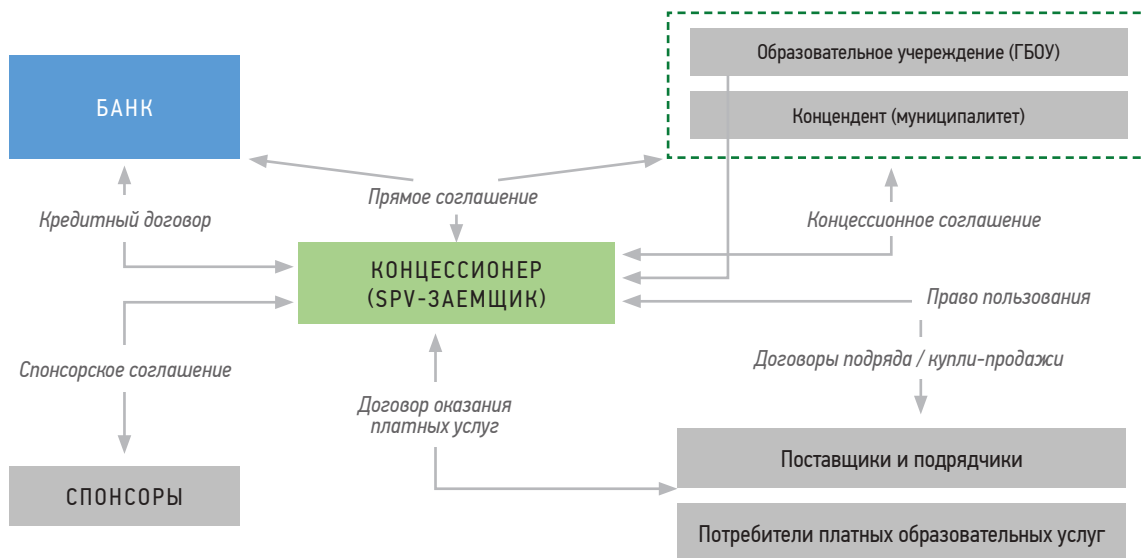 Образовательное учереждение (ГБОУ)
БАНК
Концендент (муниципалитет)
Прямое соглашение
Кредитный договор
Концессионное соглашение
КОНЦЕССИОНЕР
(SPV-ЗАЕМЩИК)
Право пользования
Спонсорское соглашение
Договоры подряда / купли-продажи
Договор оказания
платных услуг
Поставщики и подрядчики
СПОНСОРЫ
Потребители платных образовательных услуг